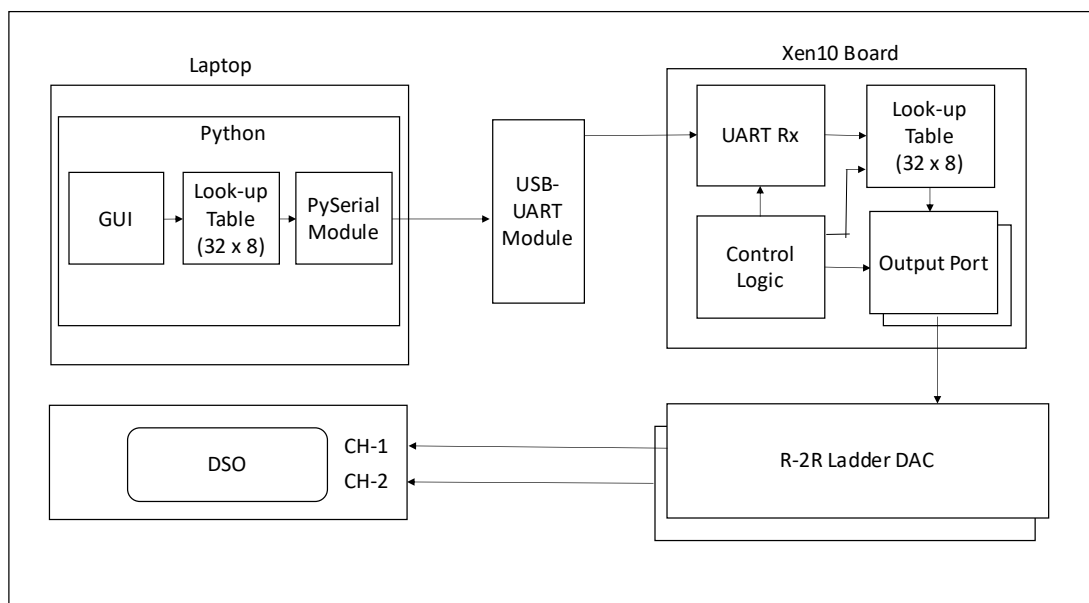 Laptop
Python
GUI
Look-up
Table
(32 x 8)
PySerial
Module
USB-
UART
Module
Xen10 Board
UART Rx
Look-up
Table
(32 x 8)
Control
Logic
Output Port
DSO
CH-1
CH-2
R-2R Ladder DAC